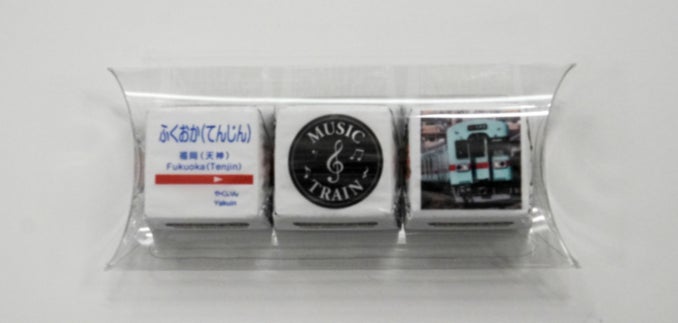 ふくおか(てんじん)
福岡(天神)
Fukuoka(Tenjin)
やくいん
Yakuin
MUSIC
TRAIN